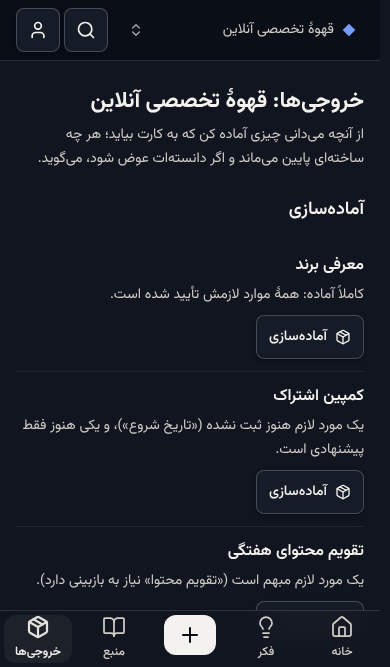 قهوهٔ تخصصی آنلاین
خروجی‌ها: قهوهٔ تخصصی آنلاین
از آنچه می‌دانی چیزی آماده کن که به کارت بیاید؛ هر چه
ساخته‌ای پایین می‌ماند و اگر دانسته‌ات عوض شود، می‌گوید.
آماده‌سازی
معرفی برند
کاملاً آماده: همهٔ موارد لازمش تأیید شده است.
آماده‌سازی
کمپین اشتراک
یک مورد لازم هنوز ثبت نشده («تاریخ شروع»)، و یکی هنوز فقط
پیشنهادی است.
آماده‌سازی
تقویم محتوای هفتگی
یک مورد لازم مبهم است («تقویم محتوا» نیاز به بازبینی دارد).
خانه
فکر
منبع
خروجی‌ها